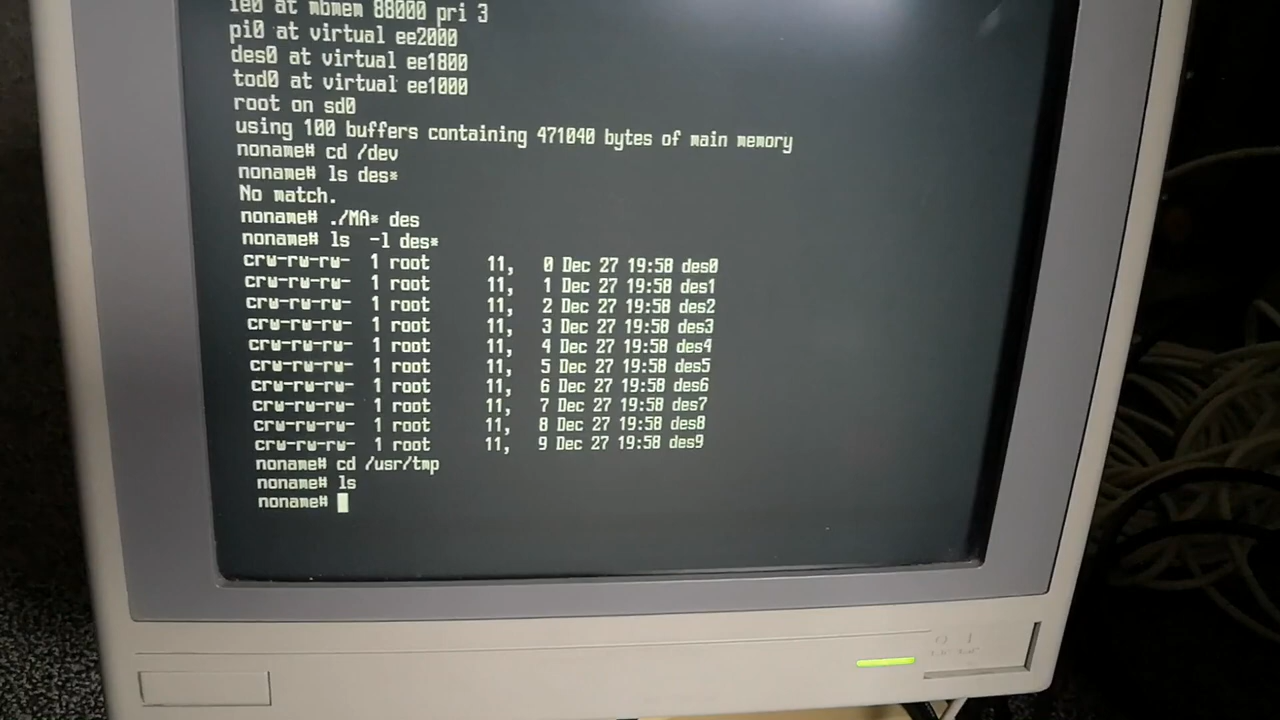 ie0 at mbmem 88000 pri 3
pi0 at virtual ee2000
des0 at virtual ee1800
tod0 at virtual ee1000
root on sd0
using 100 buffers containing 471040 bytes of main memory
noname# cd /dev
noname# ls des*
No match.
noname# ./MA* des
noname# ls  -l des*
crw-rw-rw-  1 root      11,   0 Dec 27 19:58 des0
crw-rw-rw-  1 root      11,   1 Dec 27 19:58 des1
crw-rw-rw-  1 root      11,   2 Dec 27 19:58 des2
crw-rw-rw-  1 root      11,   3 Dec 27 19:58 des3
crw-rw-rw-  1 root      11,   4 Dec 27 19:58 des4
crw-rw-rw-  1 root      11,   5 Dec 27 19:58 des5
crw-rw-rw-  1 root      11,   6 Dec 27 19:58 des6
crw-rw-rw-  1 root      11,   7 Dec 27 19:58 des7
crw-rw-rw-  1 root      11,   8 Dec 27 19:58 des8
crw-rw-rw-  1 root      11,   9 Dec 27 19:58 des9
noname# cd /usr/tmp
noname# ls
noname#